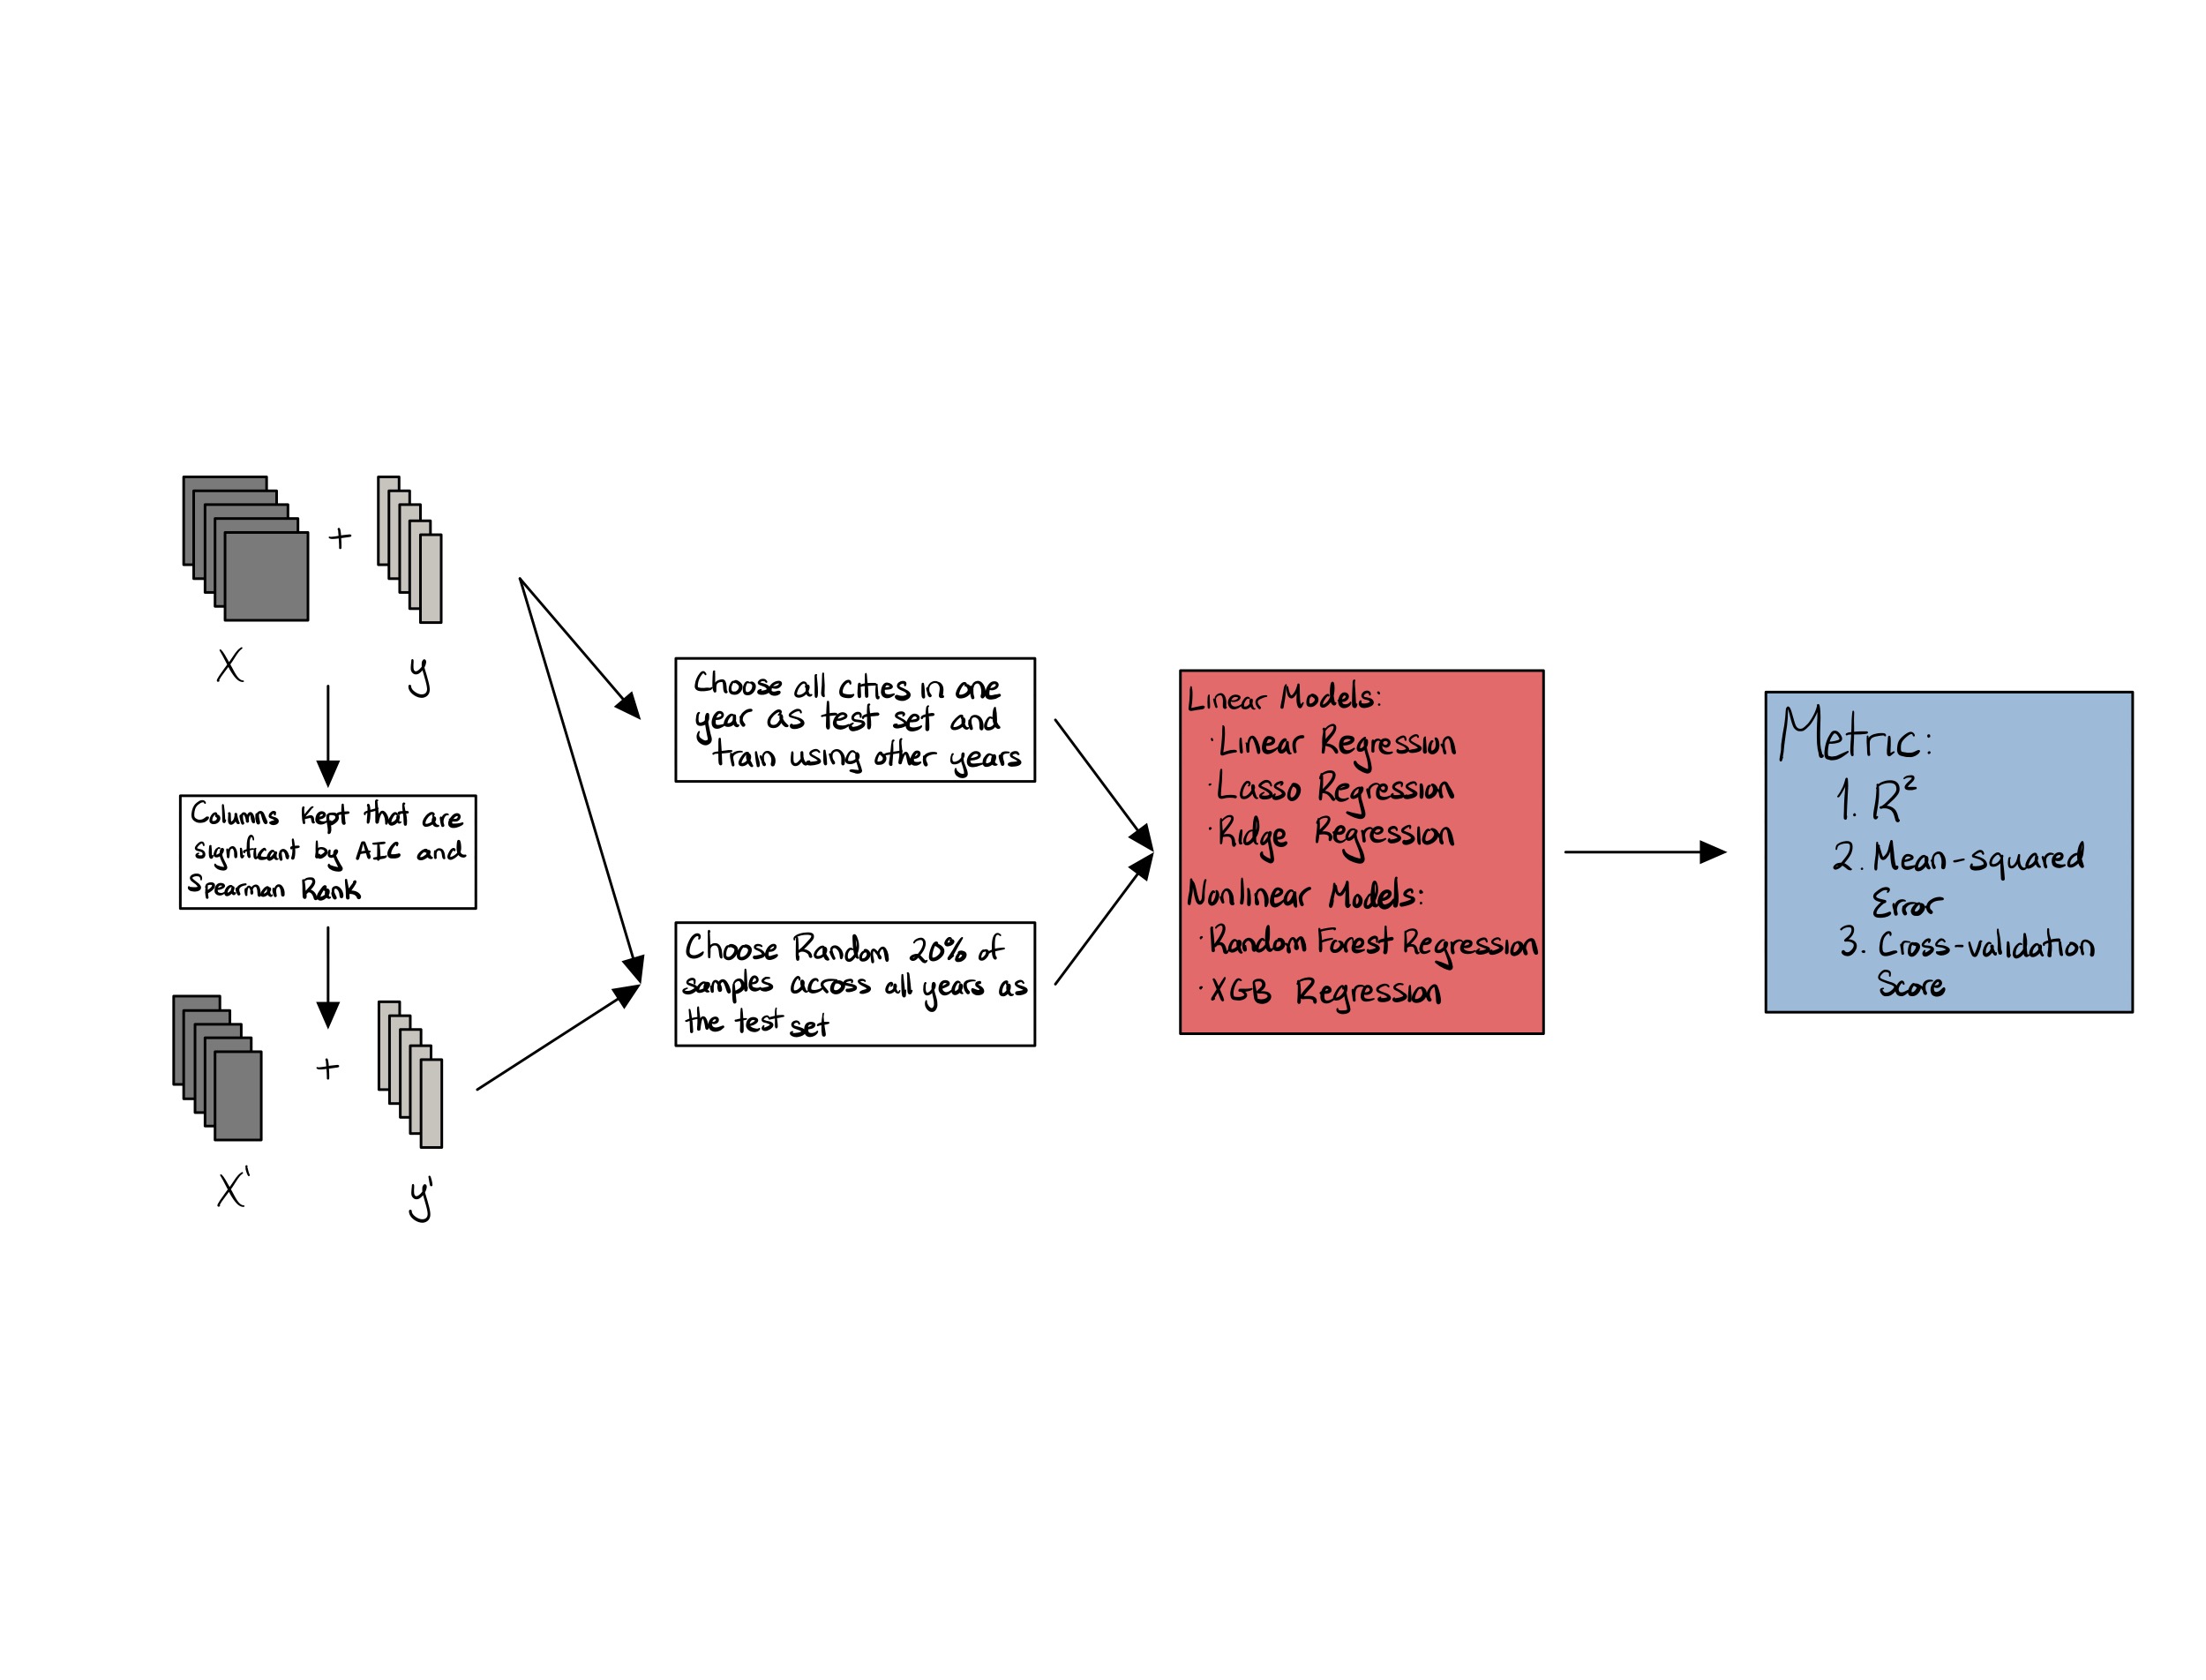 +
X
y
Columns Kept that are
significant by AIC and
Spearman Rank
+
X'
y'
Choose all cities in one
year as test set and
train using other years
Choose Random 20% of
samples across all years as
the test set
Linear Models:
· Linear Regression
· Lasso Regression
· Ridge Regression
Nonlinear Models:
· Random Forest Regression
· XGB Regression
Metric:
1. R²
2. Mean-squared
Error
3. Cross-validation
Score